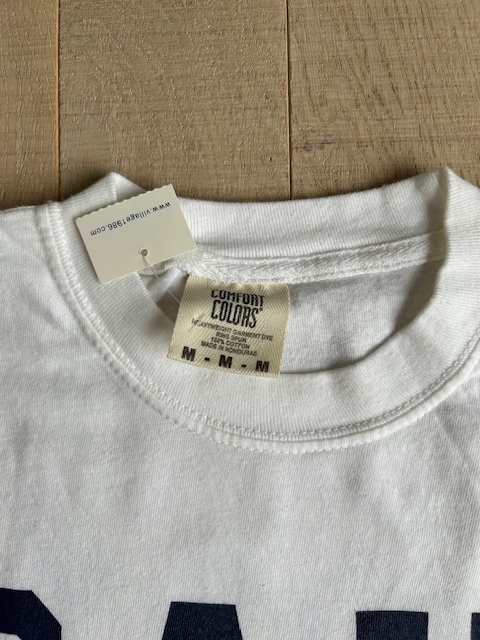 www.village1986.com
COMFORT
COLORS®
HEAVYWEIGHT GARMENT DYE
RING SPUN
100% COTTON
MADE IN HONDURAS
M - M - M